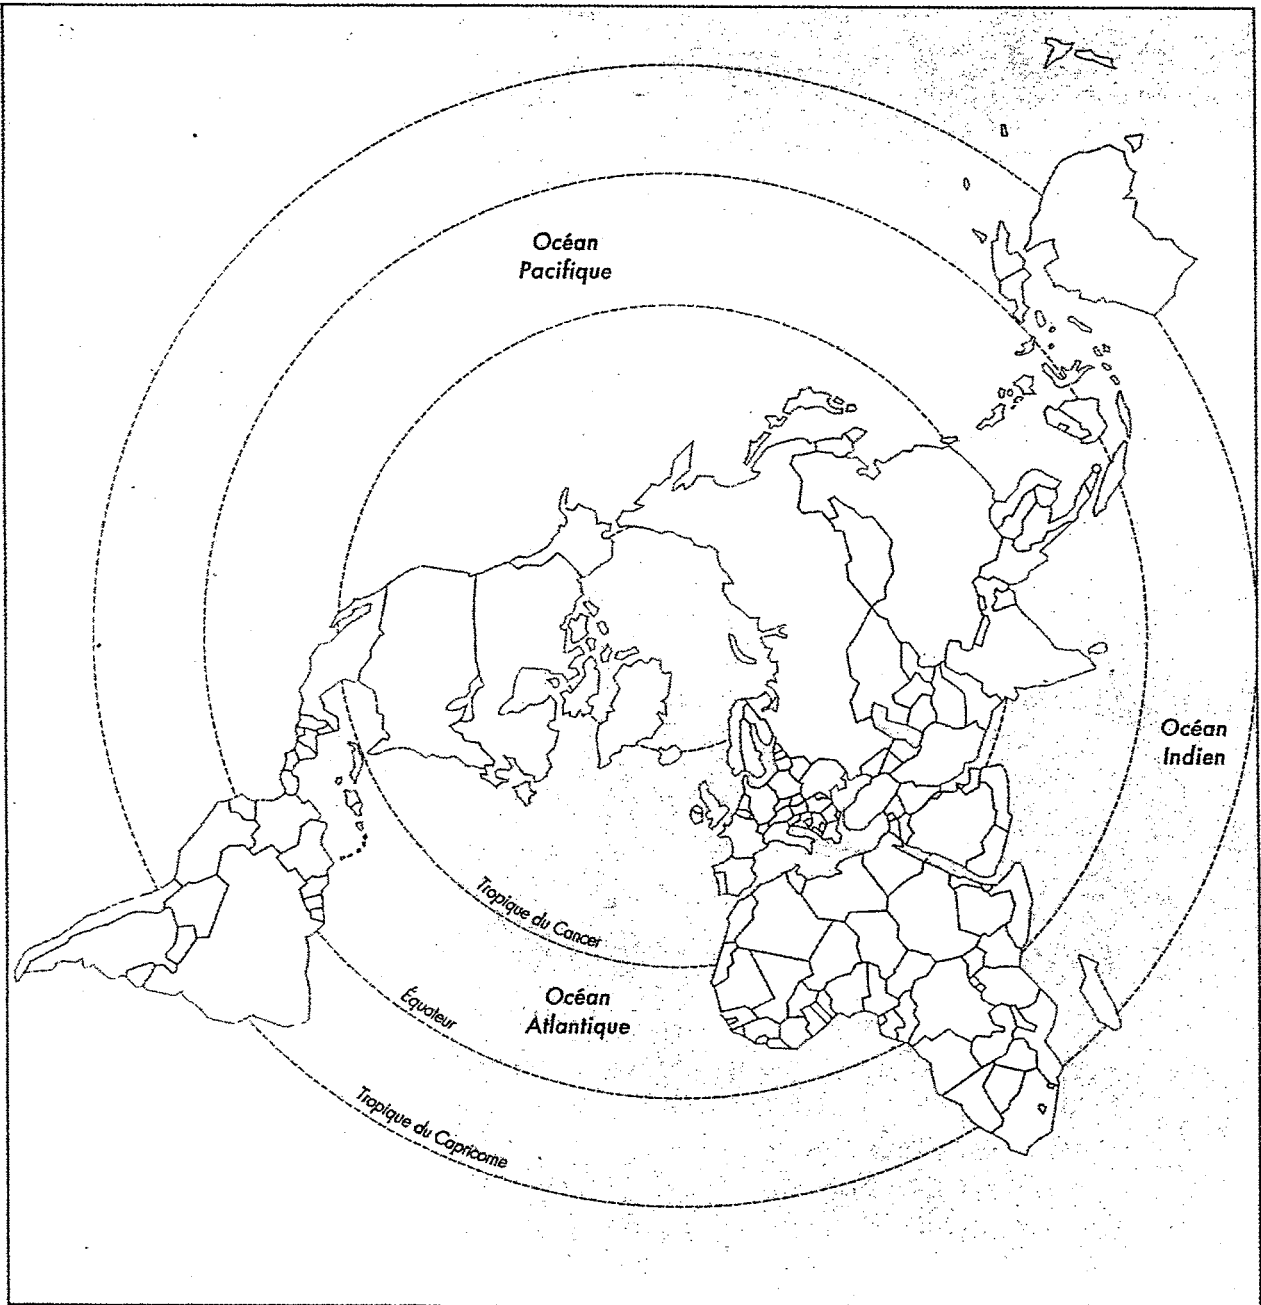 Océan
Pacifique
Océan
Indien
Tropique du Cancer
Équateur
Océan
Atlantique
Tropique du Capricorne